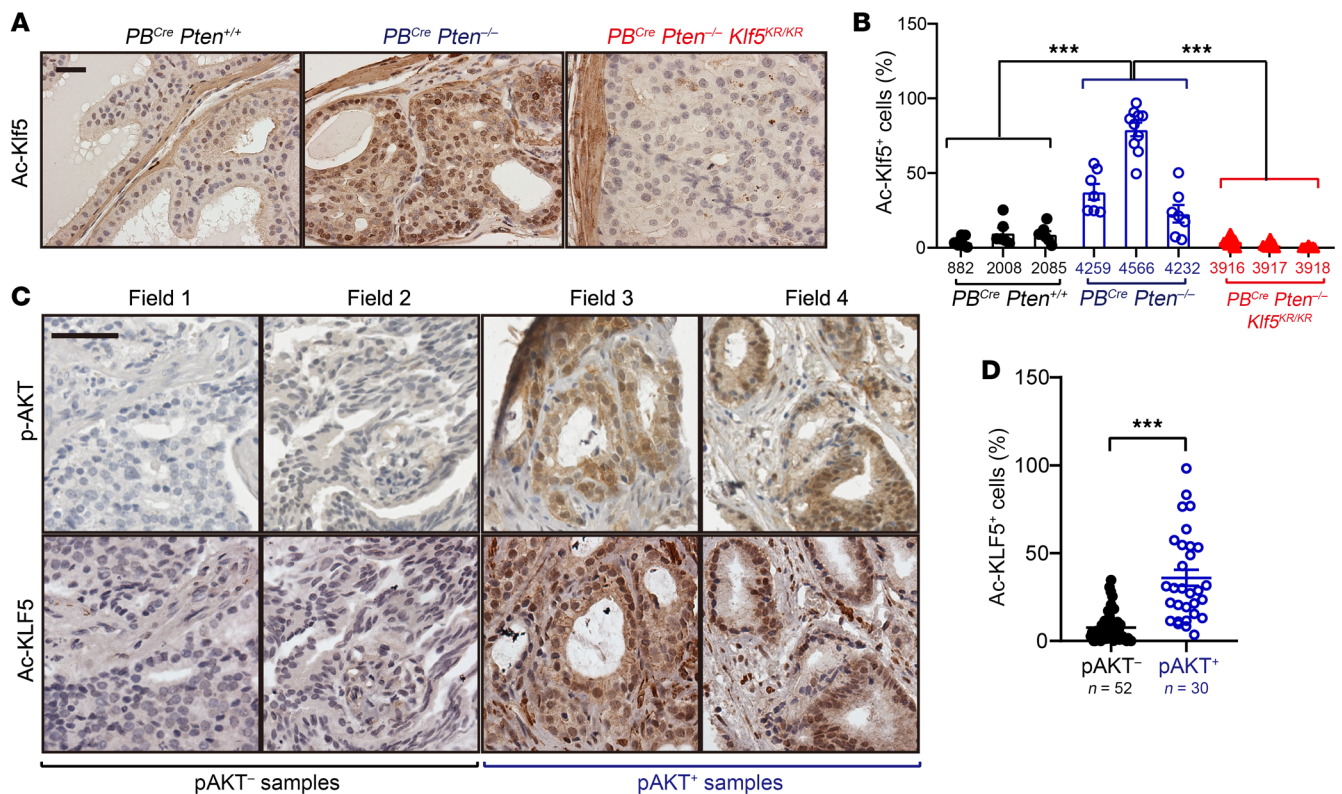 A
PB^Cre Pten^+/+
PB^Cre Pten^–/–
PB^Cre Pten^–/– Klf5^KR/KR
Ac-Klf5
B
Ac-Klf5⁺ cells (%)
150
100
50
0
***
***
882 2008 2085 4259 4566 4232 3916 3917 3918
PB^Cre Pten^+/+
PB^Cre Pten^–/–
PB^Cre Pten^–/–
Klf5^KR/KR
C
Field 1
Field 2
Field 3
Field 4
p-AKT
Ac-KLF5
pAKT⁻ samples
pAKT⁺ samples
D
Ac-KLF5⁺ cells (%)
150
100
50
0
***
pAKT⁻
n = 52
pAKT⁺
n = 30